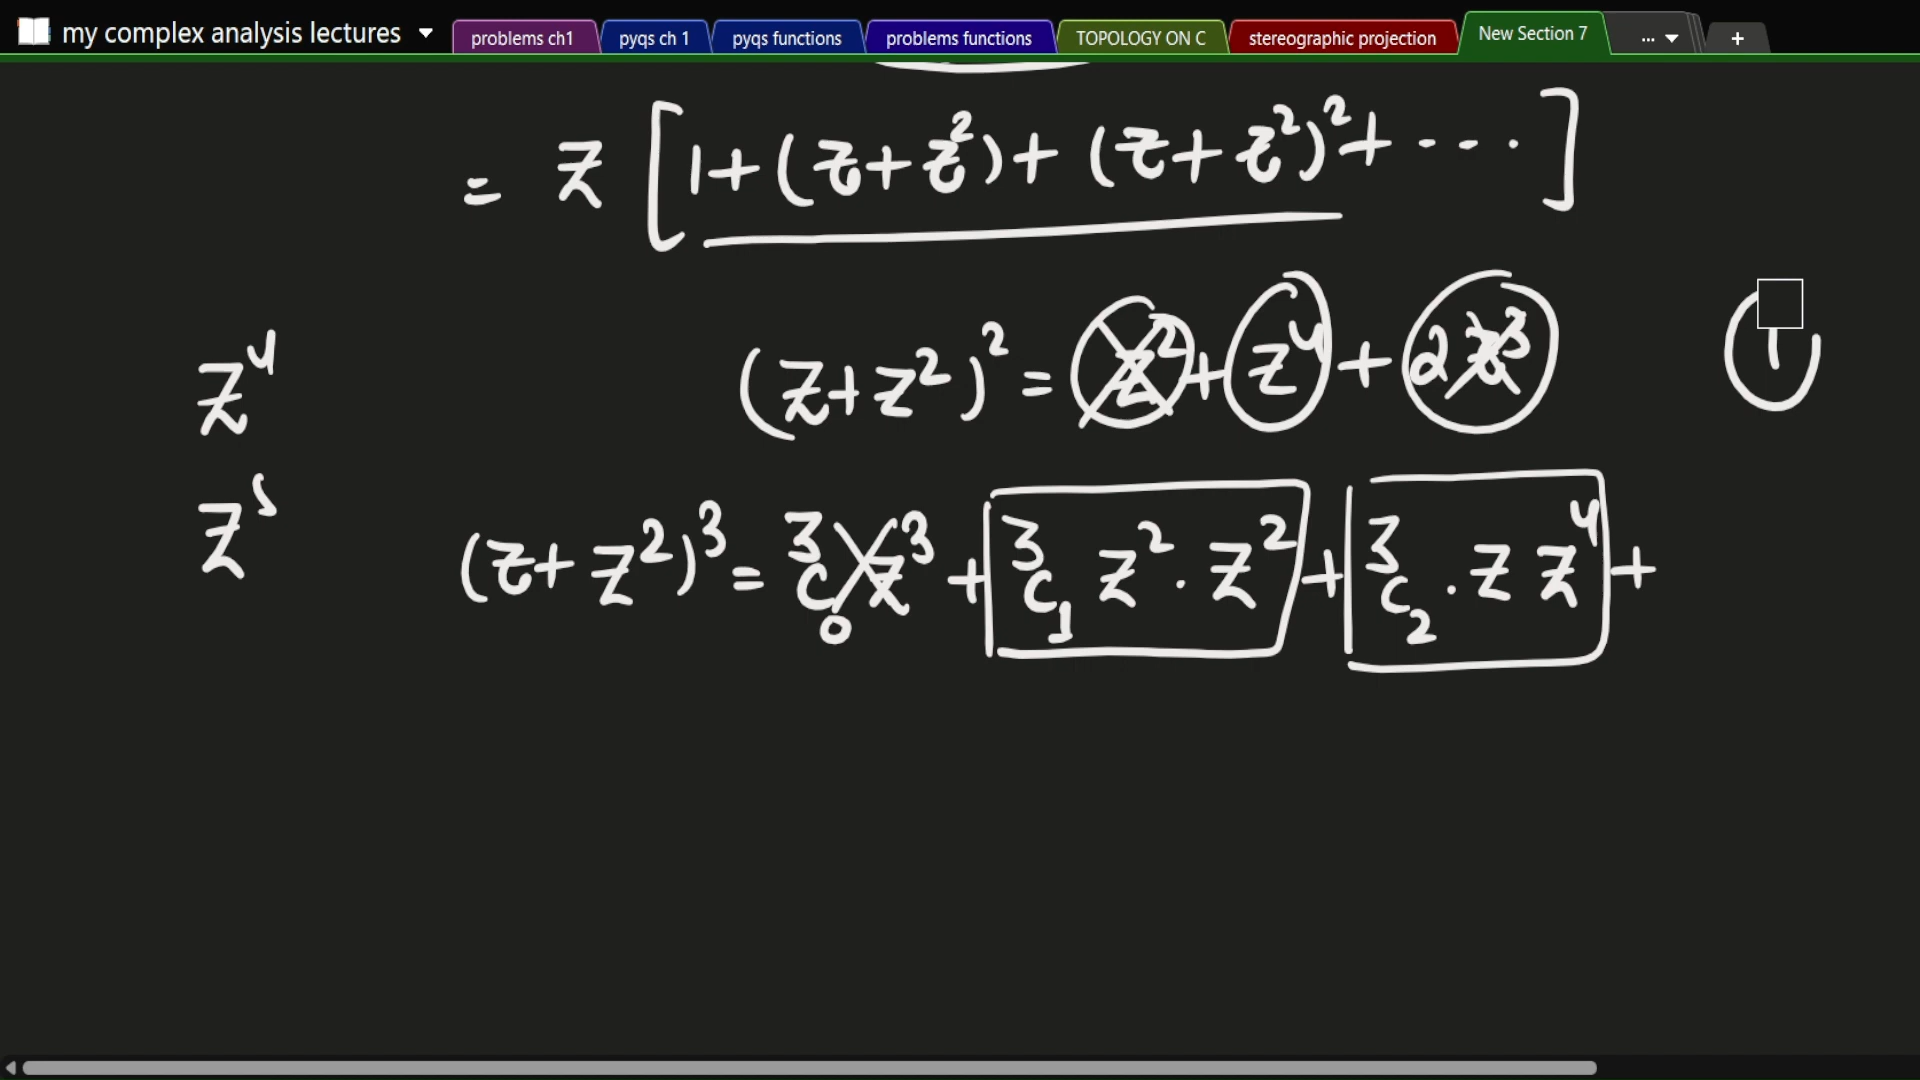 my complex analysis lectures
problems ch1
pyqs ch 1
pyqs functions
problems functions
TOPOLOGY ON C
stereographic projection
New Section 7
...
+
= z [1+(z+z²)+(z+z²)²+ - - - ]
z⁴
(z+z²)² = z²+z⁴+2z³
1
z⁵
(z+z²)³ = ³C₀ z³ + ³C₁ z² . z² + ³C₂ . z z⁴ +